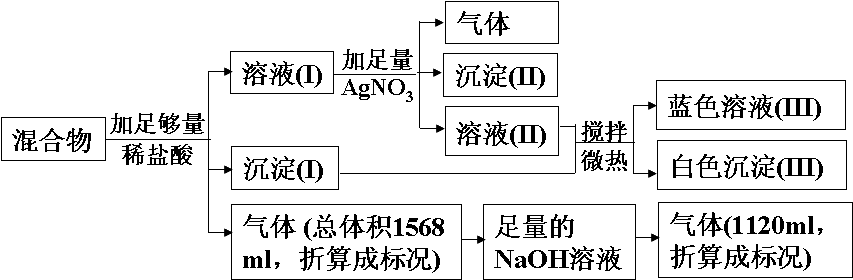 混合物
加足够量
稀盐酸
溶液(I)
加足量
AgNO3
气体
沉淀(II)
溶液(II)
沉淀(I)
搅拌
微热
蓝色溶液(III)
白色沉淀(III)
气体 (总体积1568
ml，折算成标况)
足量的
NaOH溶液
气体(1120ml，
折算成标况)